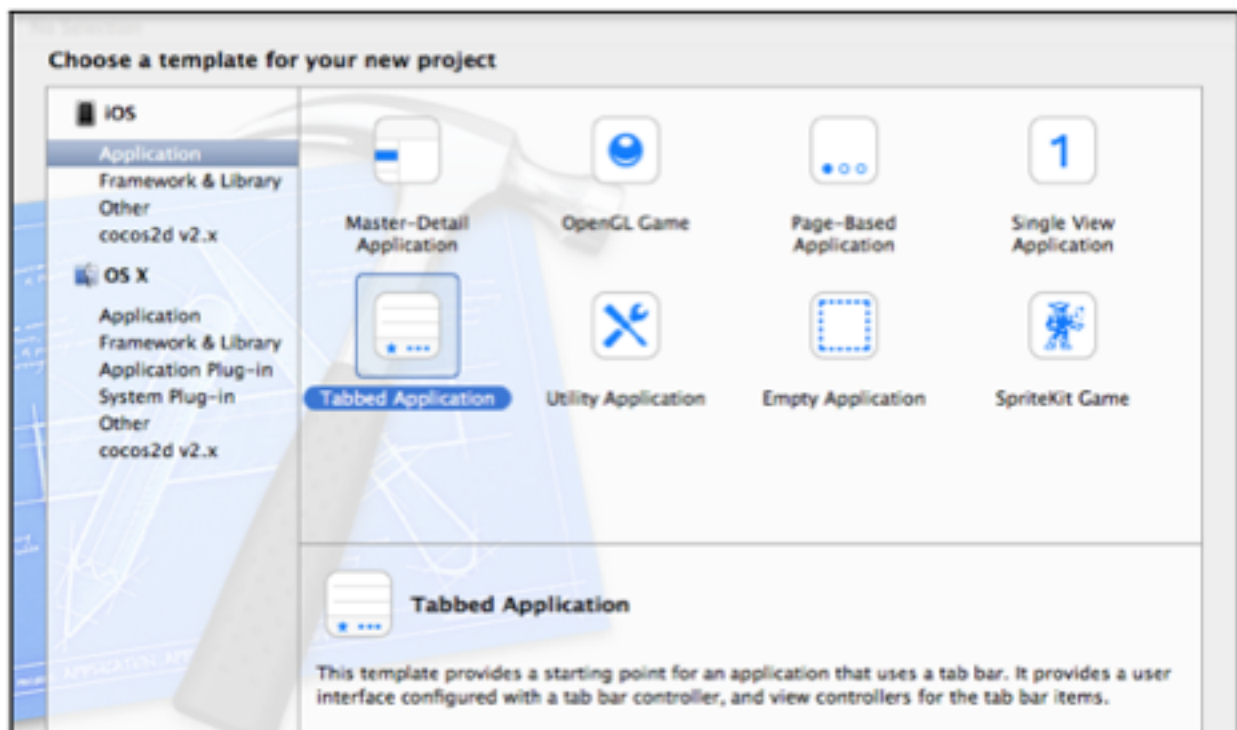 No Selection
Choose a template for your new project
iOS
Application
Framework & Library
Other
cocos2d v2.x
OS X
Application
Framework & Library
Application Plug-in
System Plug-in
Other
cocos2d v2.x
Master-Detail
Application
OpenGL Game
Page-Based
Application
1
Single View
Application
Tabbed Application
Utility Application
Empty Application
SpriteKit Game
Tabbed Application
This template provides a starting point for an application that uses a tab bar. It provides a user
interface configured with a tab bar controller, and view controllers for the tab bar items.